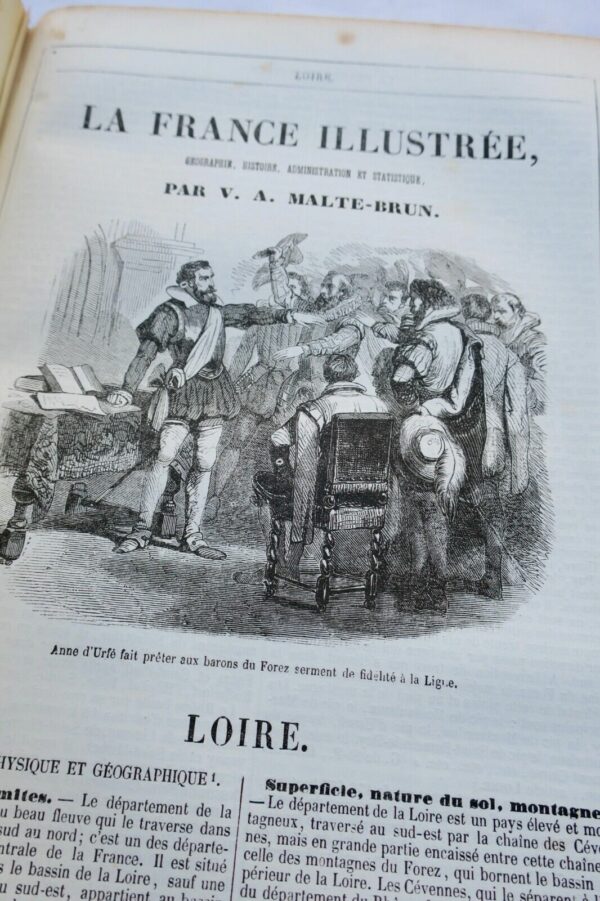 LOIRE.
LA FRANCE ILLUSTRÉE,
GÉOGRAPHIE, HISTOIRE, ADMINISTRATION ET STATISTIQUE,
PAR V. A. MALTE-BRUN.
Anne d'Urfé fait prêter aux barons du Forez serment de fidélité à la Ligue.
LOIRE.
HYSIQUE ET GÉOGRAPHIQUE¹.
mites. — Le département de la
u beau fleuve qui le traverse dans
sud au nord; c'est un des départe-
ntrale de la France. Il est situé
s le bassin de la Loire, sauf une
u sud-est, appartient au bassin
Superficie, nature du sol, montagne
—Le département de la Loire est un pays élevé et mo
tagneux, traversé au sud-est par la chaîne des Céve
nes, mais en grande partie encaissé entre cette chaîne
celle des montagnes du Forez, qui bornent le bassin
périeur de la Loire. Les Cévennes, qui le séparent à l'
du département du Rhône